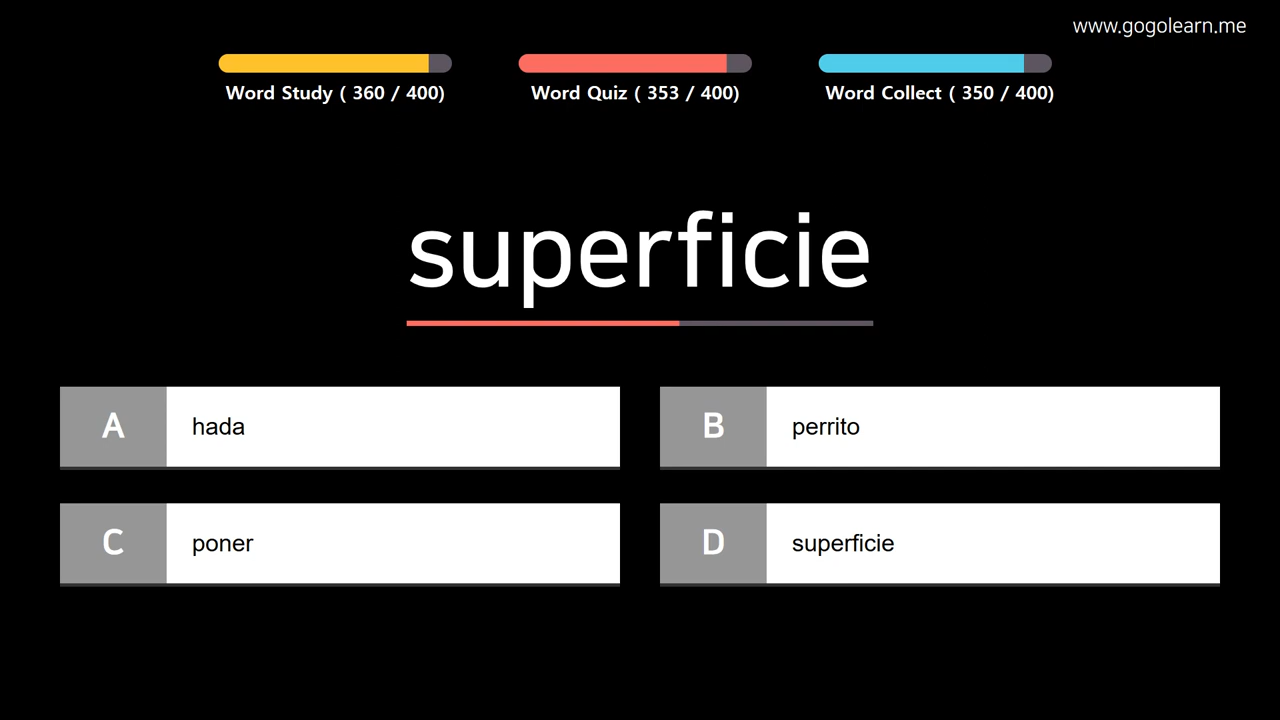 www.gogolearn.me
Word Study ( 360 / 400)
Word Quiz ( 353 / 400)
Word Collect ( 350 / 400)
superficie
A hada
B perrito
C poner
D superficie